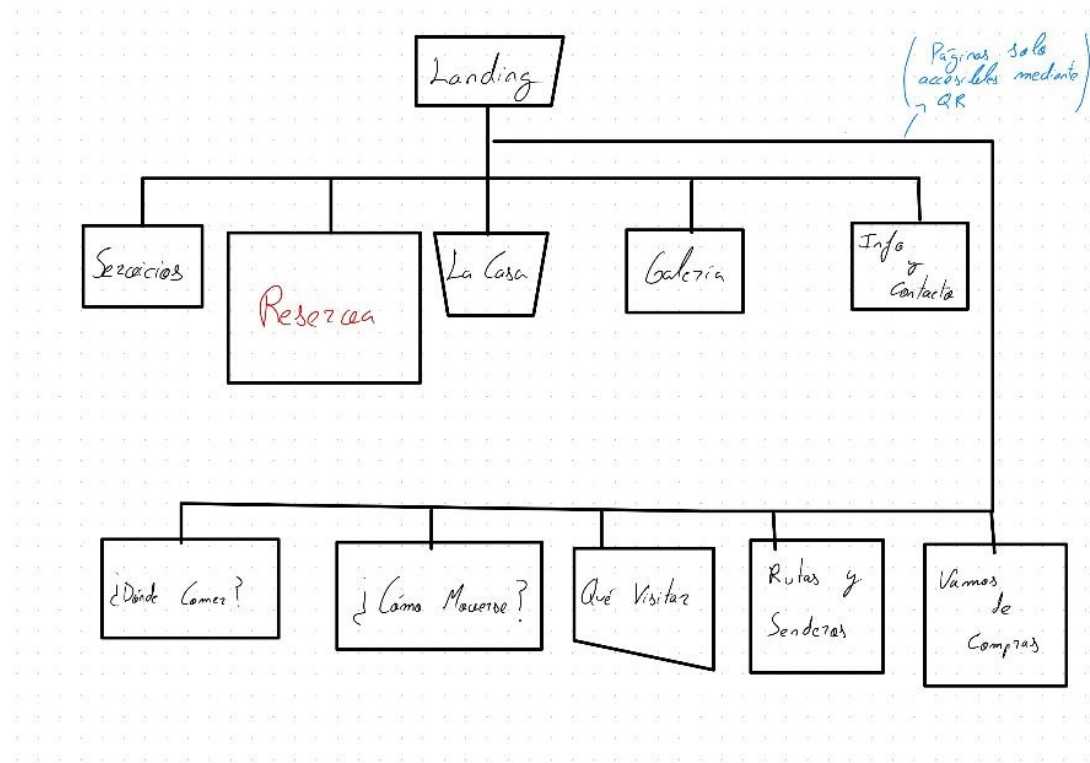 Landing
(Páginas solo
accesibles mediante
QR)
Servicios
Reserva
La Casa
Galería
Info
y
Contacto
¿Dónde Comer?
¿Cómo Moverse?
Qué Visitar
Rutas y
Senderos
Vamos
de
Compras